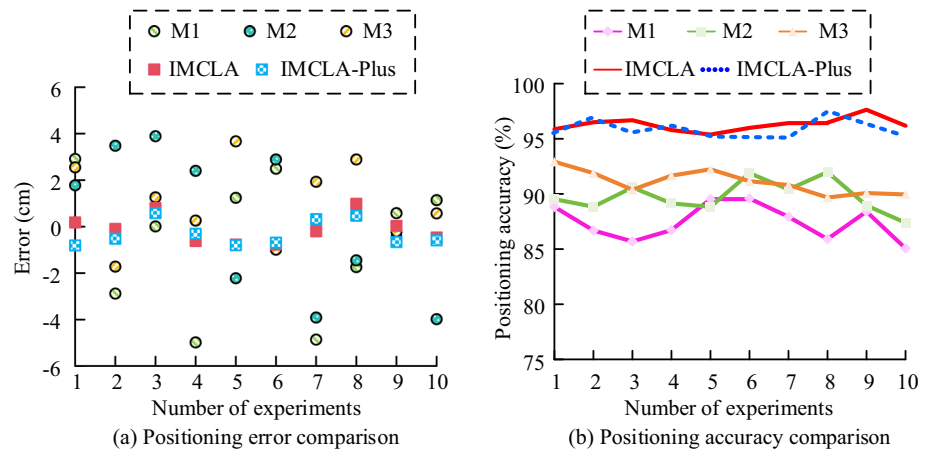 M1 M2 M3
IMCLA IMCLA-Plus
Error (cm)
6
4
2
0
-2
-4
-6
1 2 3 4 5 6 7 8 9 10
Number of experiments
(a) Positioning error comparison
M1 M2 M3
IMCLA IMCLA-Plus
Positioning accuracy (%)
100
95
90
85
80
75
1 2 3 4 5 6 7 8 9 10
Number of experiments
(b) Positioning accuracy comparison